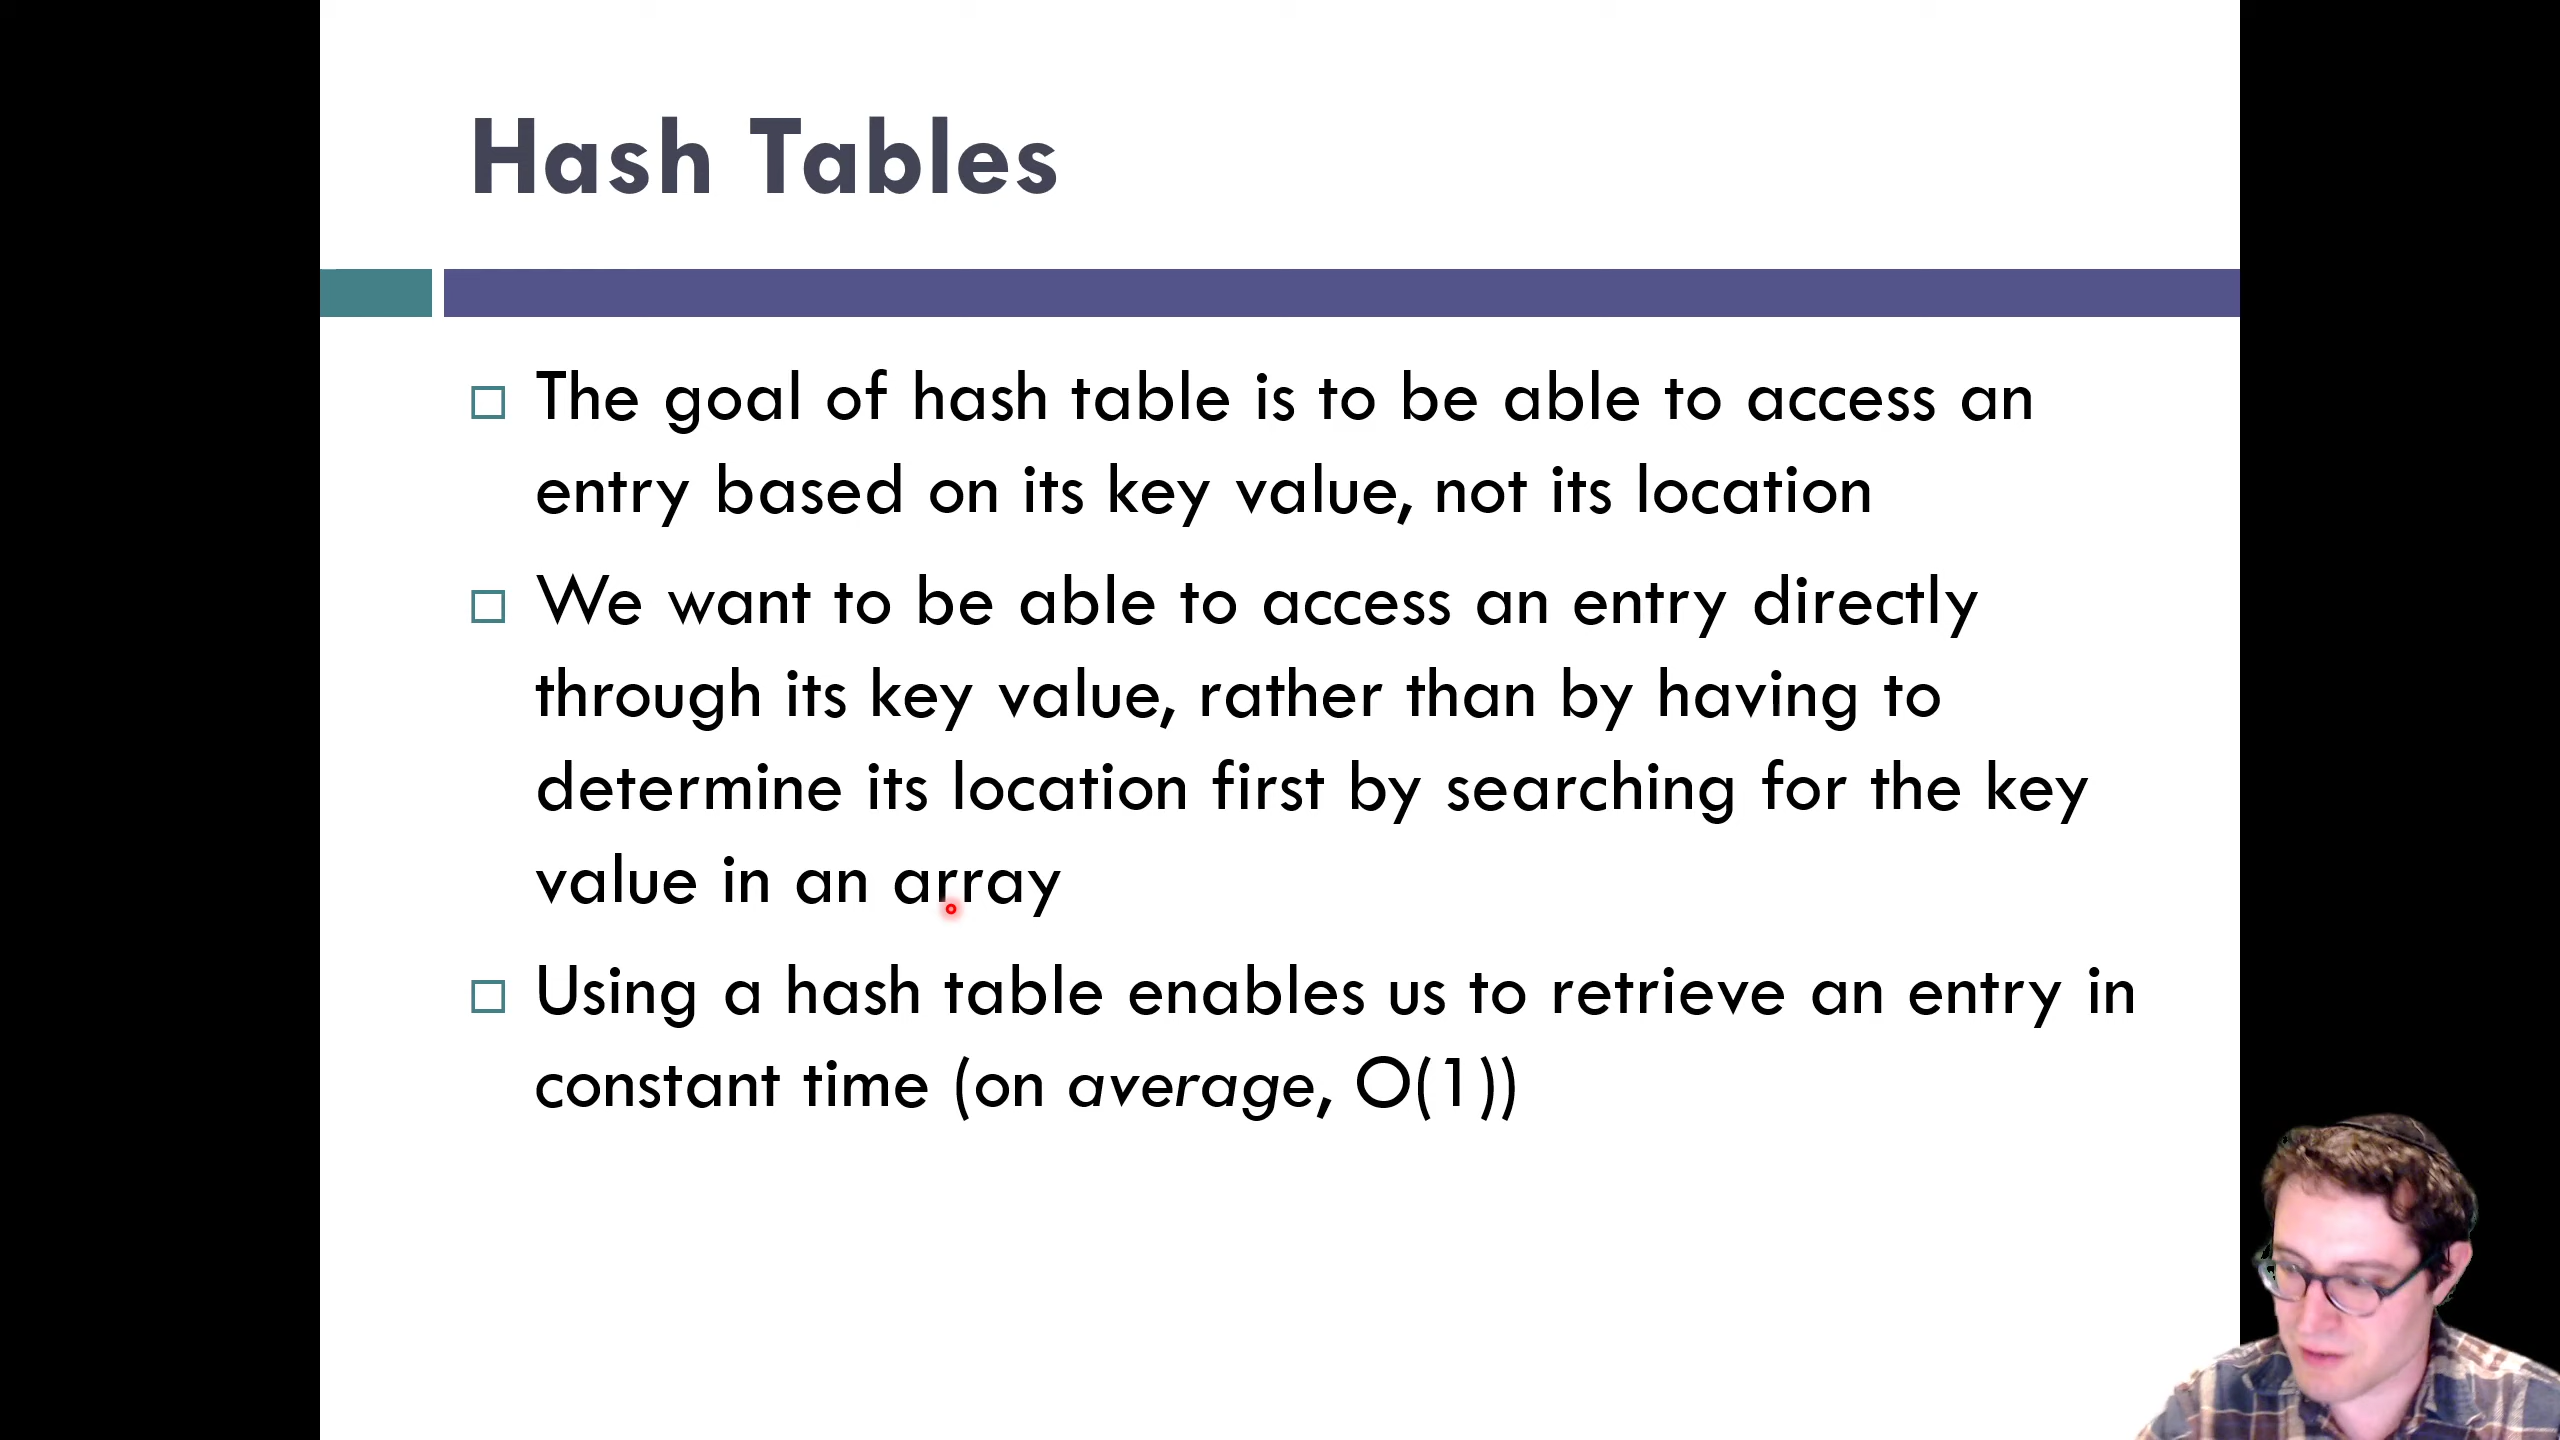 Hash Tables
The goal of hash table is to be able to access an
entry based on its key value, not its location
We want to be able to access an entry directly
through its key value, rather than by having to
determine its location first by searching for the key
value in an array
Using a hash table enables us to retrieve an entry in
constant time (on average, O(1))